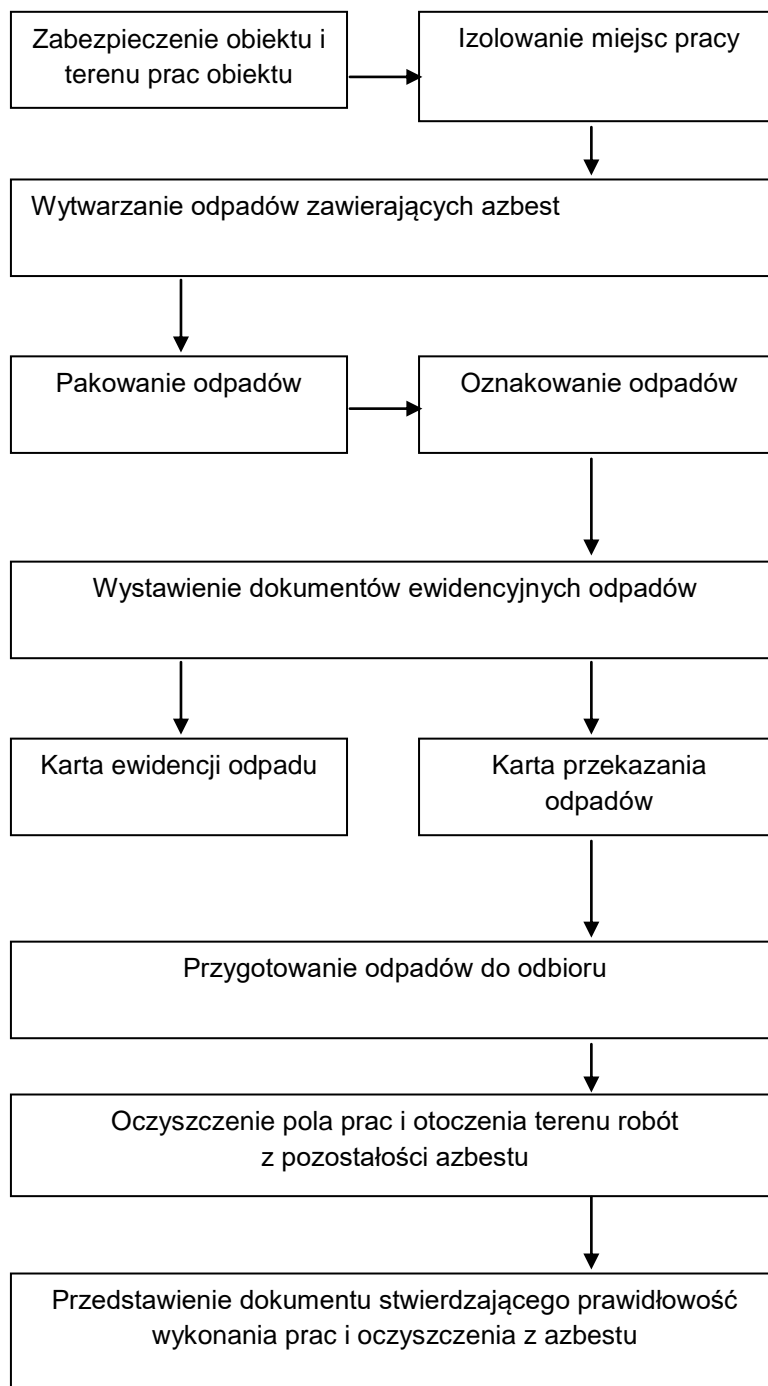 Zabezpieczenie obiektu i
terenu prac obiektu
Izolowanie miejsc pracy
Wytwarzanie odpadów zawierających azbest
Pakowanie odpadów
Oznakowanie odpadów
Wystawienie dokumentów ewidencyjnych odpadów
Karta ewidencji odpadu
Karta przekazania
odpadów
Przygotowanie odpadów do odbioru
Oczyszczenie pola prac i otoczenia terenu robót
z pozostałości azbestu
Przedstawienie dokumentu stwierdzającego prawidłowość
wykonania prac i oczyszczenia z azbestu